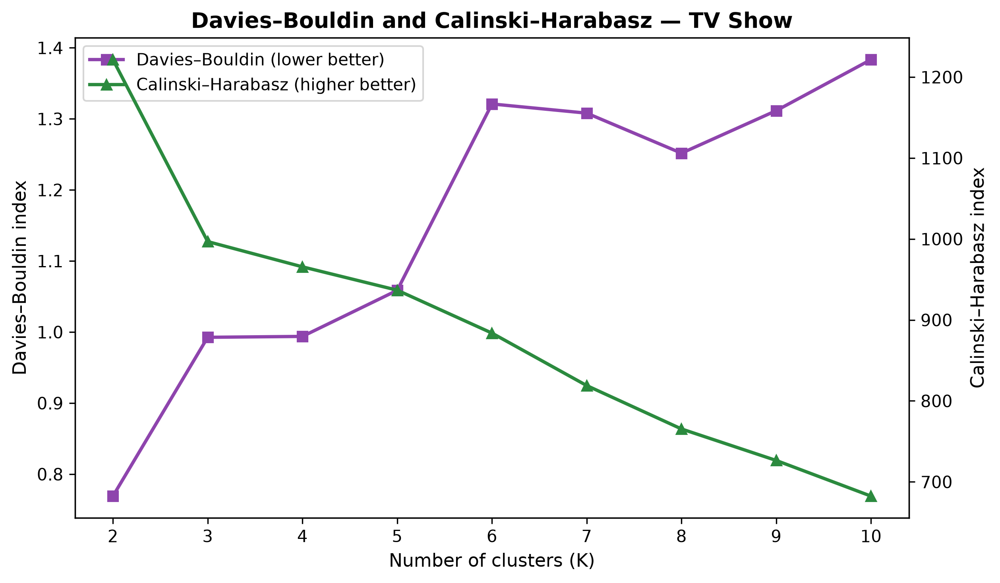 Davies–Bouldin and Calinski–Harabasz — TV Show
Davies–Bouldin (lower better)
Calinski–Harabasz (higher better)
Davies–Bouldin index
1.4
1.3
1.2
1.1
1.0
0.9
0.8
1200
1100
1000
900
800
700
Calinski–Harabasz index
2 3 4 5 6 7 8 9 10
Number of clusters (K)